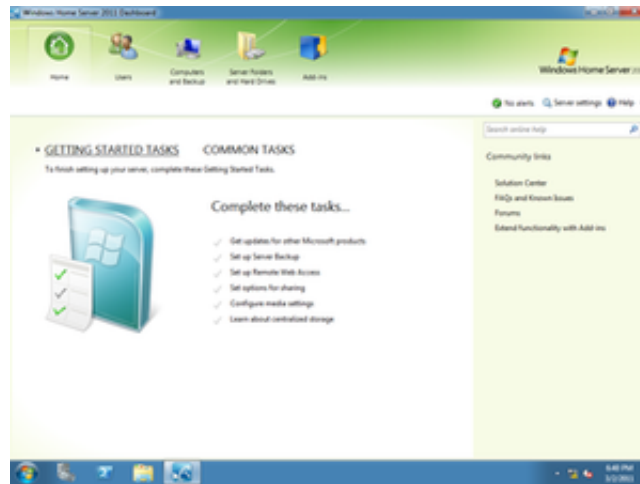 Windows Home Server 2011 Dashboard
Home
Users
Computers
and Backup
Server Folders
and Hard Drives
Add-ins
Windows Home Server 2011
No alerts
Server settings
Help
Search online help
GETTING STARTED TASKS
COMMON TASKS
To finish setting up your server, complete these Getting Started Tasks.
Complete these tasks...
Get updates for other Microsoft products
Set up Server Backup
Set up Remote Web Access
Set options for sharing
Configure media settings
Learn about centralized storage
Community links
Solution Center
FAQs and Known Issues
Forums
Extend functionality with Add-ins
6:40 PM